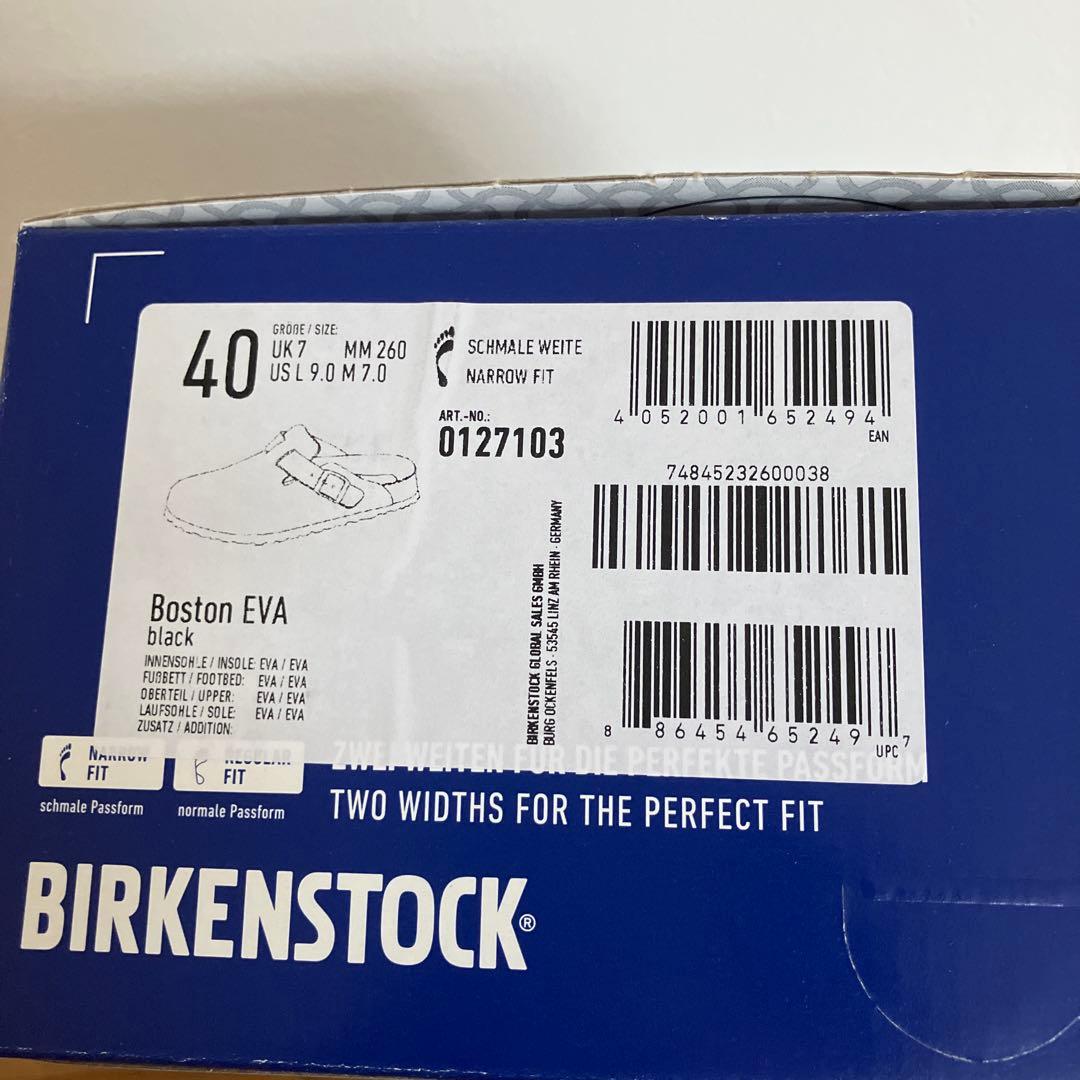 40
GRÖßE / SIZE:
UK 7 MM 260
US L 9.0 M 7.0
SCHMALE WEITE
NARROW FIT
ART.-NO.:
0127103
4 052001 652494
EAN
74845232600038
8 86454 65249 7
UPC
BIRKENSTOCK GLOBAL SALES GMBH
BURG OCKENFELS · 53545 LINZ AM RHEIN · GERMANY
Boston EVA
black
INNENSOHLE / INSOLE: EVA / EVA
FUßBETT / FOOTBED: EVA / EVA
OBERTEIL / UPPER: EVA / EVA
LAUFSOHLE / SOLE: EVA / EVA
ZUSATZ / ADDITION:
NARROW
FIT
schmale Passform
REGULAR
FIT
normale Passform
ZWEI WEITEN FÜR DIE PERFEKTE PASSFORM
TWO WIDTHS FOR THE PERFECT FIT
BIRKENSTOCK®